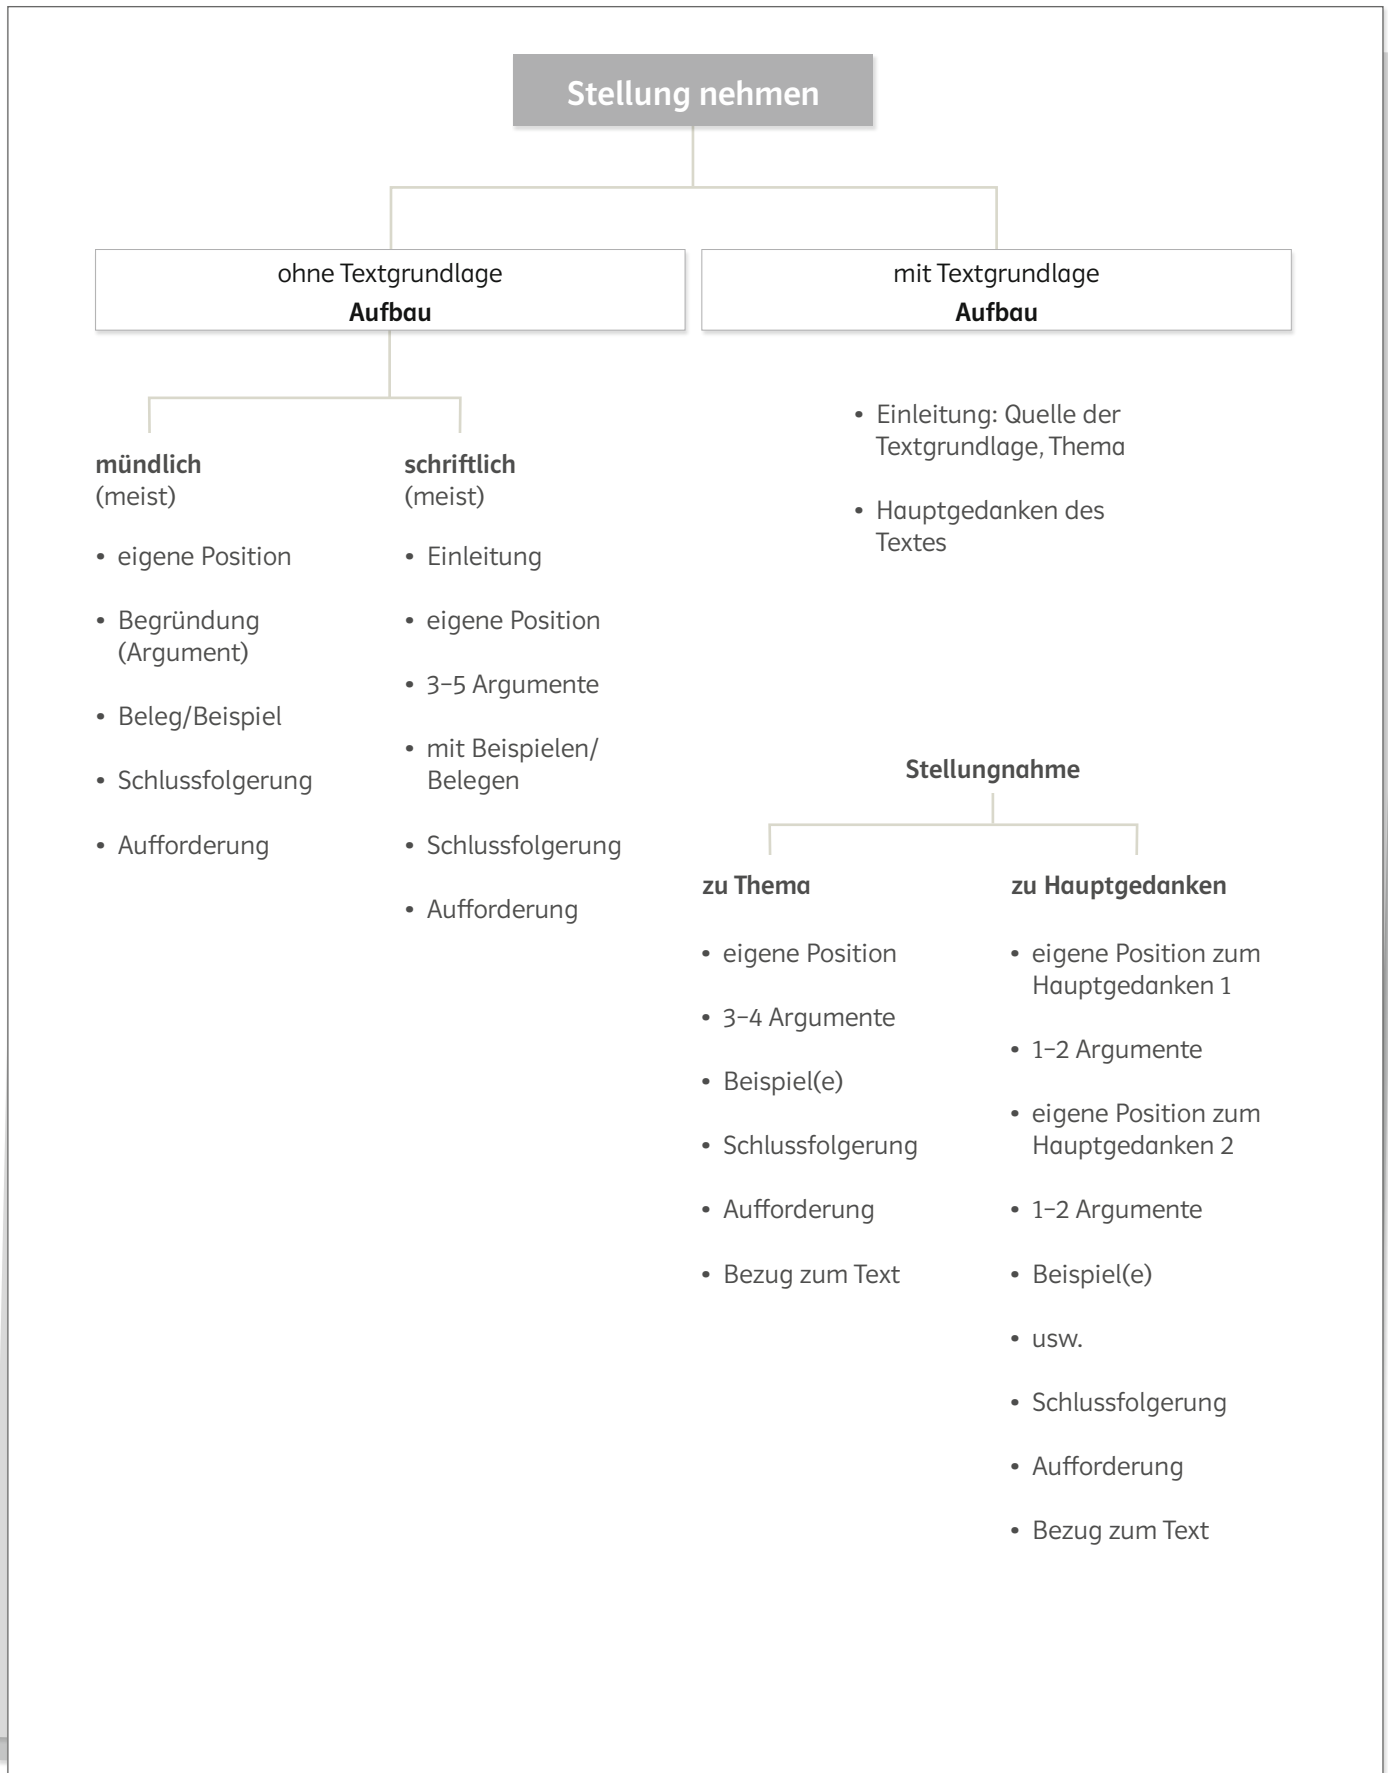 Stellung nehmen
ohne Textgrundlage
Aufbau
mündlich
(meist)
• eigene Position
• Begründung
(Argument)
• Beleg/Beispiel
• Schlussfolgerung
• Aufforderung
schriftlich
(meist)
• Einleitung
• eigene Position
• 3–5 Argumente
• mit Beispielen/
Belegen
• Schlussfolgerung
• Aufforderung
mit Textgrundlage
Aufbau
• Einleitung: Quelle der
Textgrundlage, Thema
• Hauptgedanken des
Textes
Stellungnahme
zu Thema
• eigene Position
• 3–4 Argumente
• Beispiel(e)
• Schlussfolgerung
• Aufforderung
• Bezug zum Text
zu Hauptgedanken
• eigene Position zum
Hauptgedanken 1
• 1–2 Argumente
• eigene Position zum
Hauptgedanken 2
• 1–2 Argumente
• Beispiel(e)
• usw.
• Schlussfolgerung
• Aufforderung
• Bezug zum Text